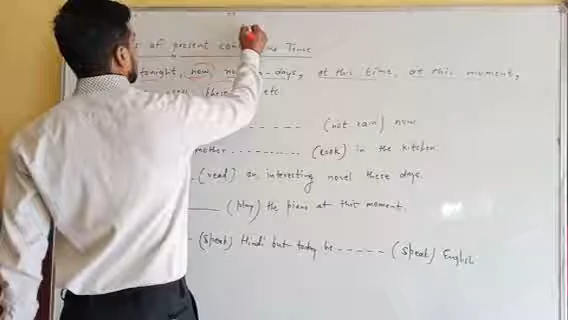 of present con Time
tonight, now, now-a-days, at this time, at this moment,
these etc.
---------- (not rain) now
mother ---------- (cook) in the kitchen.
(read) an interesting novel these days.
______ (play) the piano at this moment.
(speak) Hindi but today he ----- (speak) English